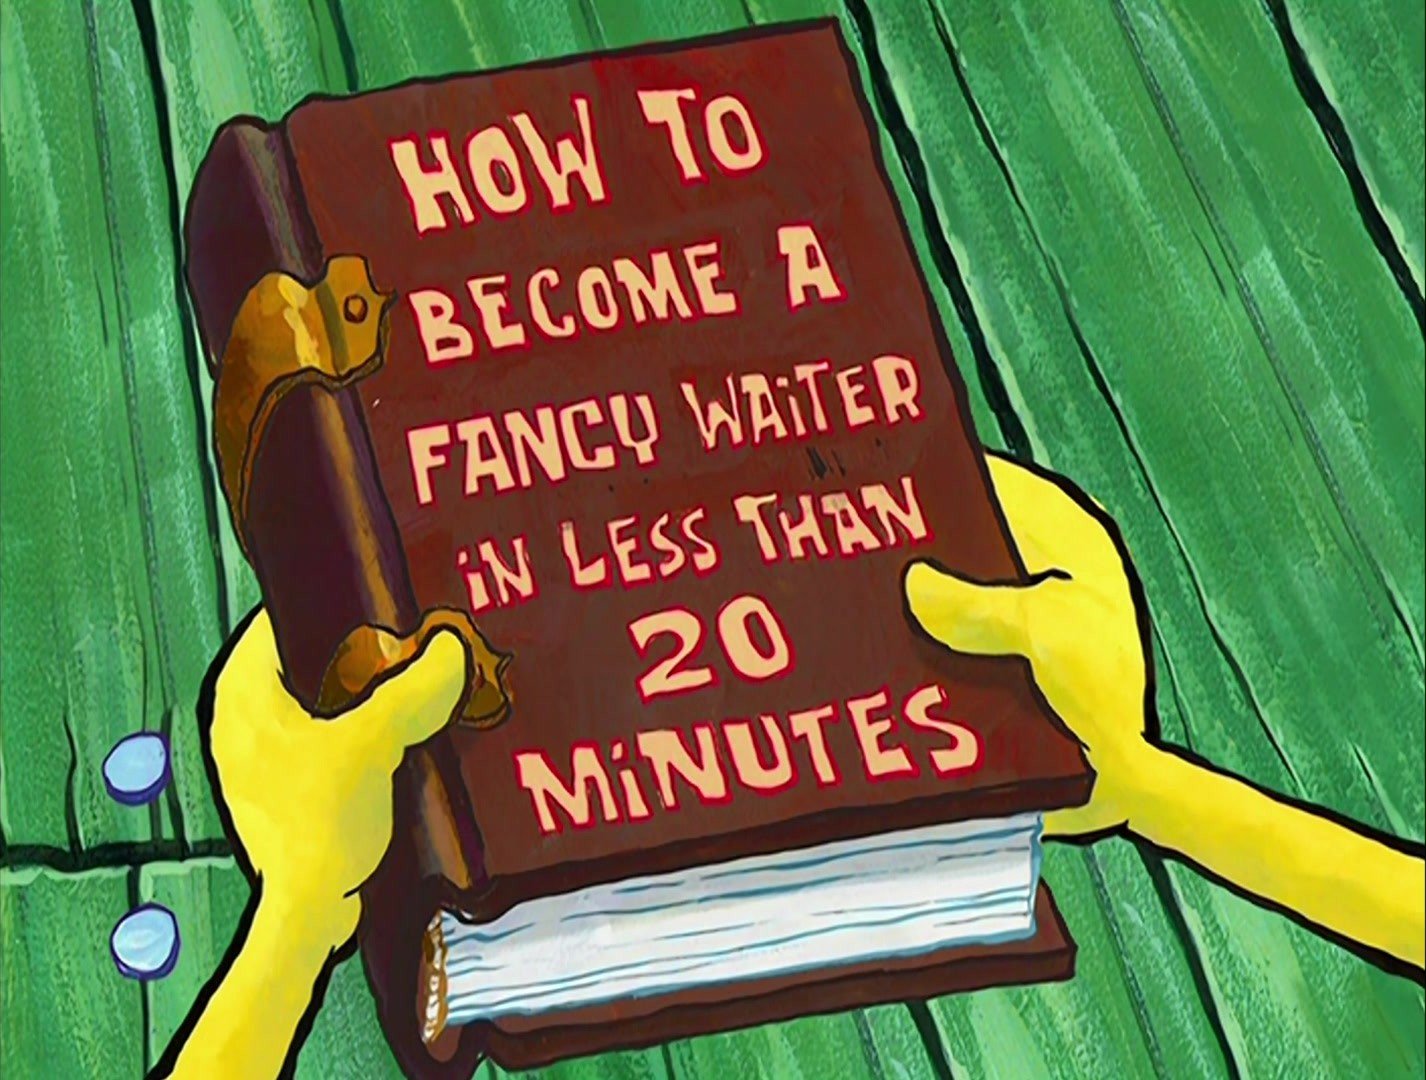 HOW TO
BECOME A
FANCY WAiTER
iN LESS THAN
20
MiNUTES